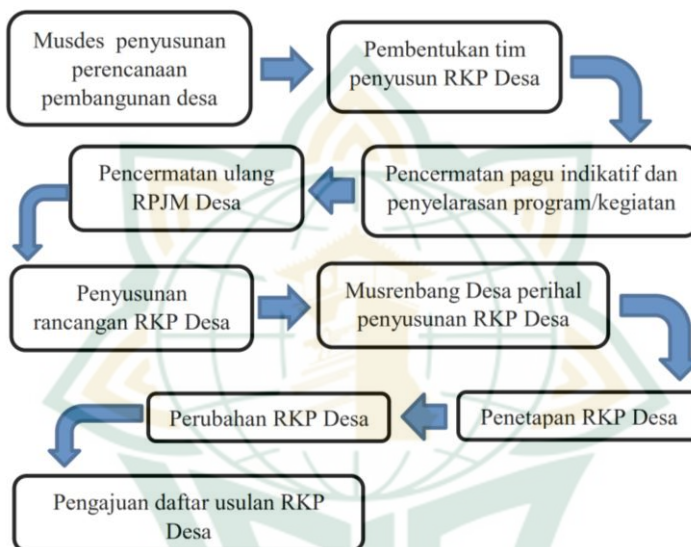 Musdes penyusunan
perencanaan
pembangunan desa
Pembentukan tim
penyusun RKP Desa
Pencermatan pagu indikatif dan
penyelarasan program/kegiatan
Pencermatan ulang
RPJM Desa
Penyusunan
rancangan RKP Desa
Musrenbang Desa perihal
penyusunan RKP Desa
Penetapan RKP Desa
Perubahan RKP Desa
Pengajuan daftar usulan RKP
Desa